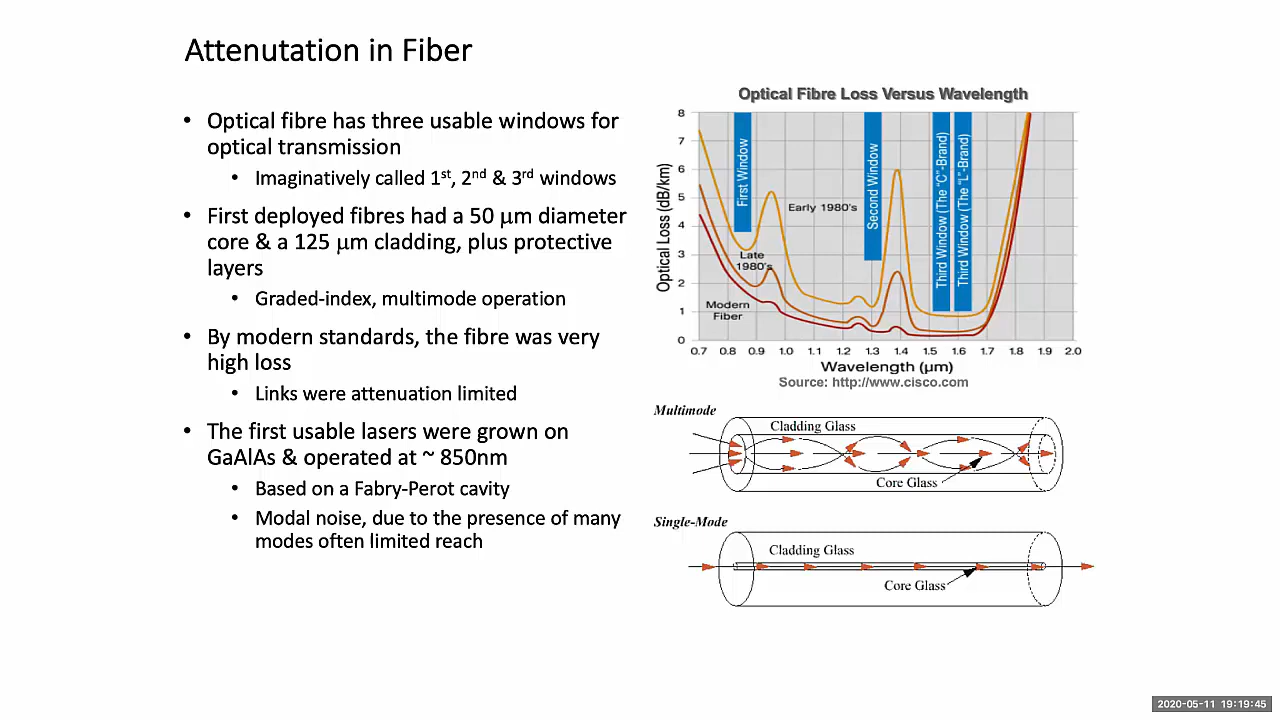 Attenutation in Fiber
• Optical fibre has three usable windows for
optical transmission
• Imaginatively called 1st, 2nd & 3rd windows
• First deployed fibres had a 50 µm diameter
core & a 125 µm cladding, plus protective
layers
• Graded-index, multimode operation
• By modern standards, the fibre was very
high loss
• Links were attenuation limited
• The first usable lasers were grown on
GaAlAs & operated at ~ 850nm
• Based on a Fabry-Perot cavity
• Modal noise, due to the presence of many
modes often limited reach
Optical Fibre Loss Versus Wavelength
Optical Loss (dB/km)
8
7
6
5
4
3
2
1
0
First Window
Second Window
Third Window (The "C"-Brand)
Third Window (The "L"-Brand)
Early 1980's
Late
1980's
Modern
Fiber
0.7 0.8 0.9 1.0 1.1 1.2 1.3 1.4 1.5 1.6 1.7 1.8 1.9 2.0
Wavelength (µm)
Source: http://www.cisco.com
Multimode
Cladding Glass
Core Glass
Single-Mode
Cladding Glass
Core Glass
2020-05-11 19:19:45